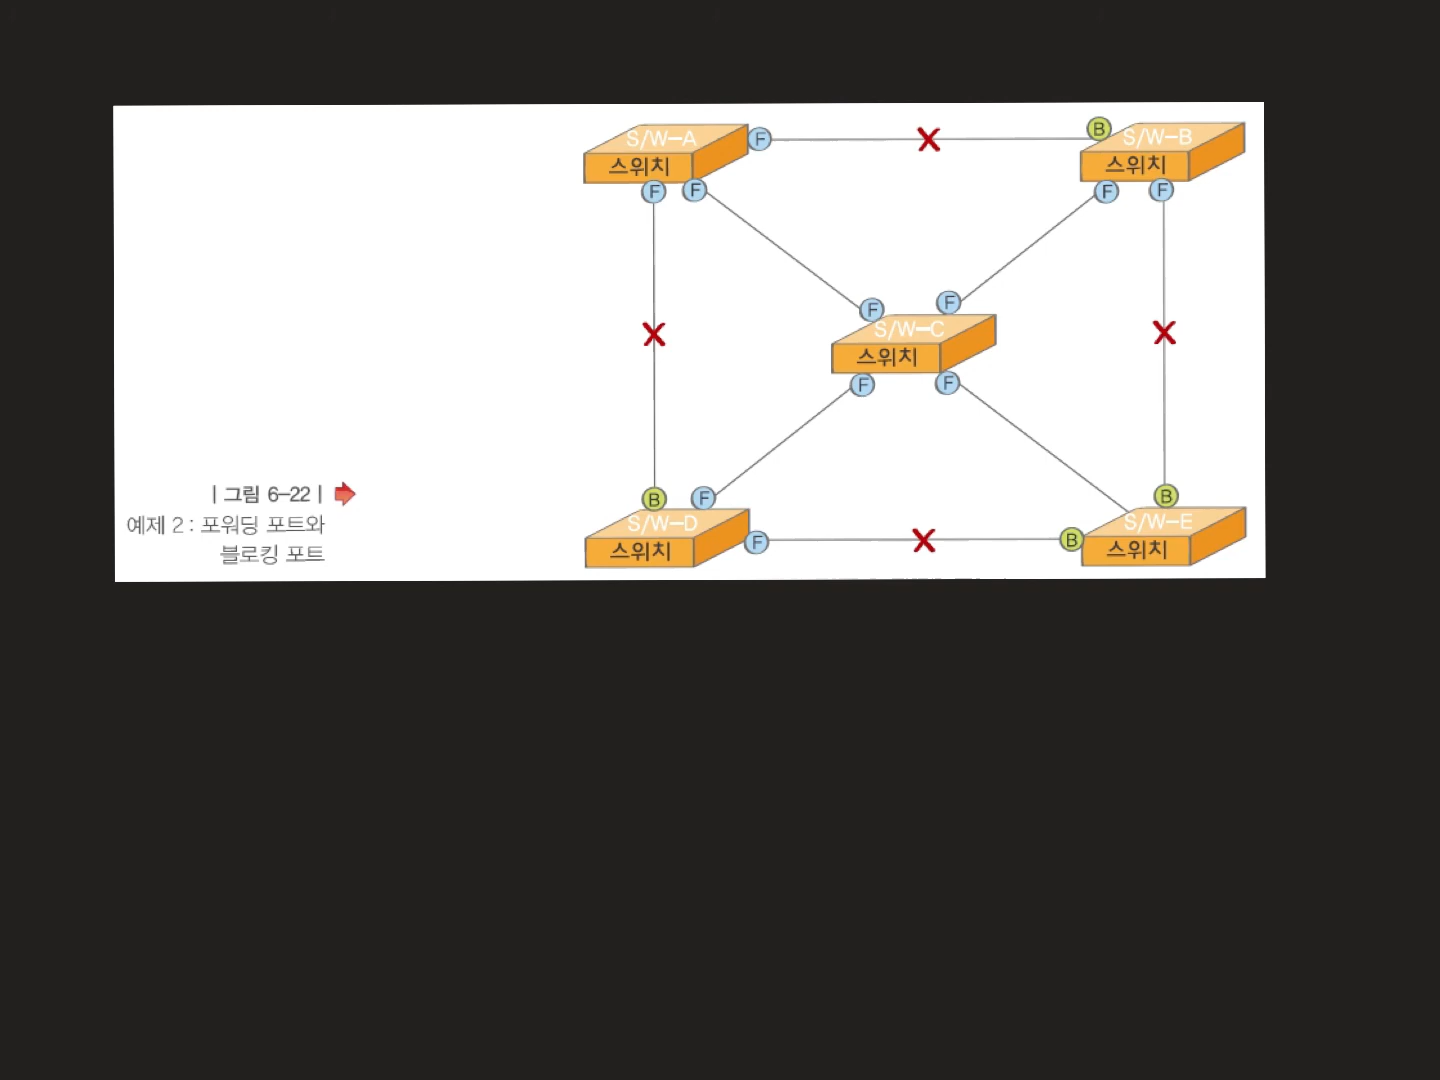 S/W-A
스위치
F
F
F
B
S/W-B
스위치
F
F
F
F
S/W-C
스위치
F
F
| 그림 6-22 |
예제 2 : 포워딩 포트와
블로킹 포트
B
F
S/W-D
스위치
F
B
B
S/W-E
스위치